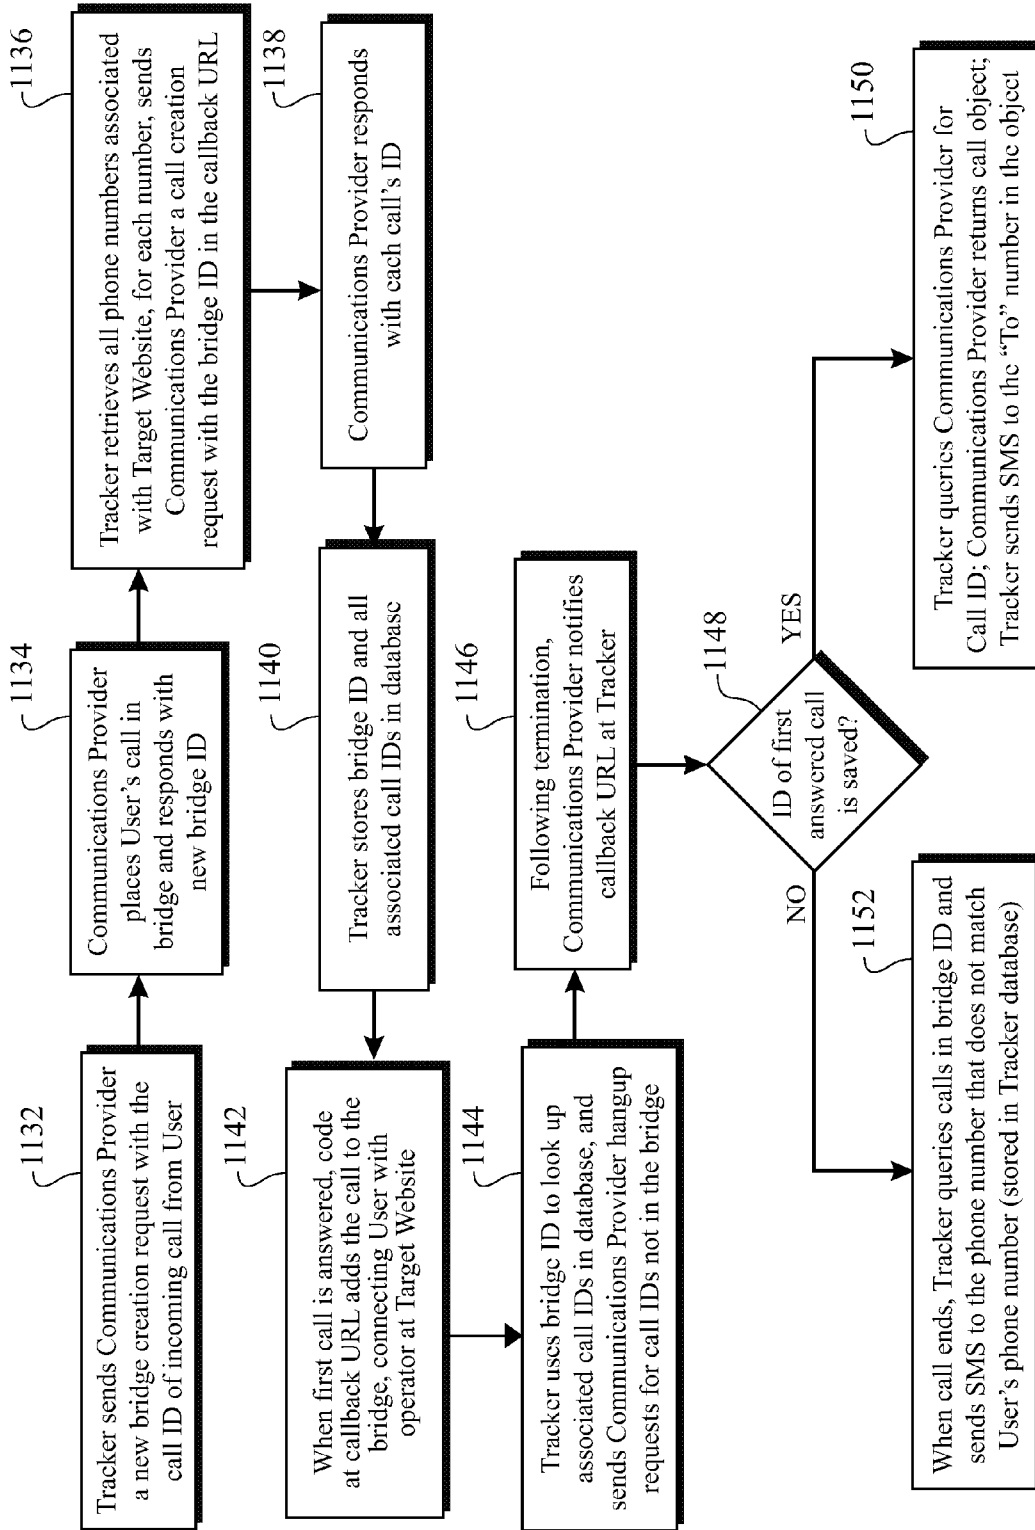 1132
Tracker sends Communications Provider
a new bridge creation request with the
call ID of incoming call from User
1134
Communications Provider
places User's call in
bridge and responds with
new bridge ID
1136
Tracker retrieves all phone numbers associated
with Target Website, for each number, sends
Communications Provider a call creation
request with the bridge ID in the callback URL
1138
Communications Provider responds
with each call's ID
1140
Tracker stores bridge ID and all
associated call IDs in database
1142
When first call is answered, code
at callback URL adds the call to the
bridge, connecting User with
operator at Target Website
1144
Tracker uses bridge ID to look up
associated call IDs in database, and
sends Communications Provider hangup
requests for call IDs not in the bridge
1146
Following termination,
Communications Provider notifies
callback URL at Tracker
1148
ID of first
answered call
is saved?
NO
YES
1152
When call ends, Tracker queries calls in bridge ID and
sends SMS to the phone number that does not match
User's phone number (stored in Tracker database)
1150
Tracker queries Communications Provider for
Call ID; Communications Provider returns call object;
Tracker sends SMS to the “To” number in the object